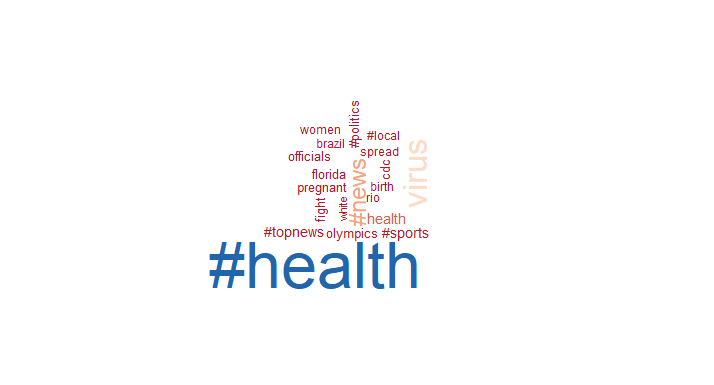 #politics
women
#local
brazil
virus
officials
spread
#news
cdc
florida
pregnant
birth
fight
white
rio
health
#topnews
olympics
#sports
#health